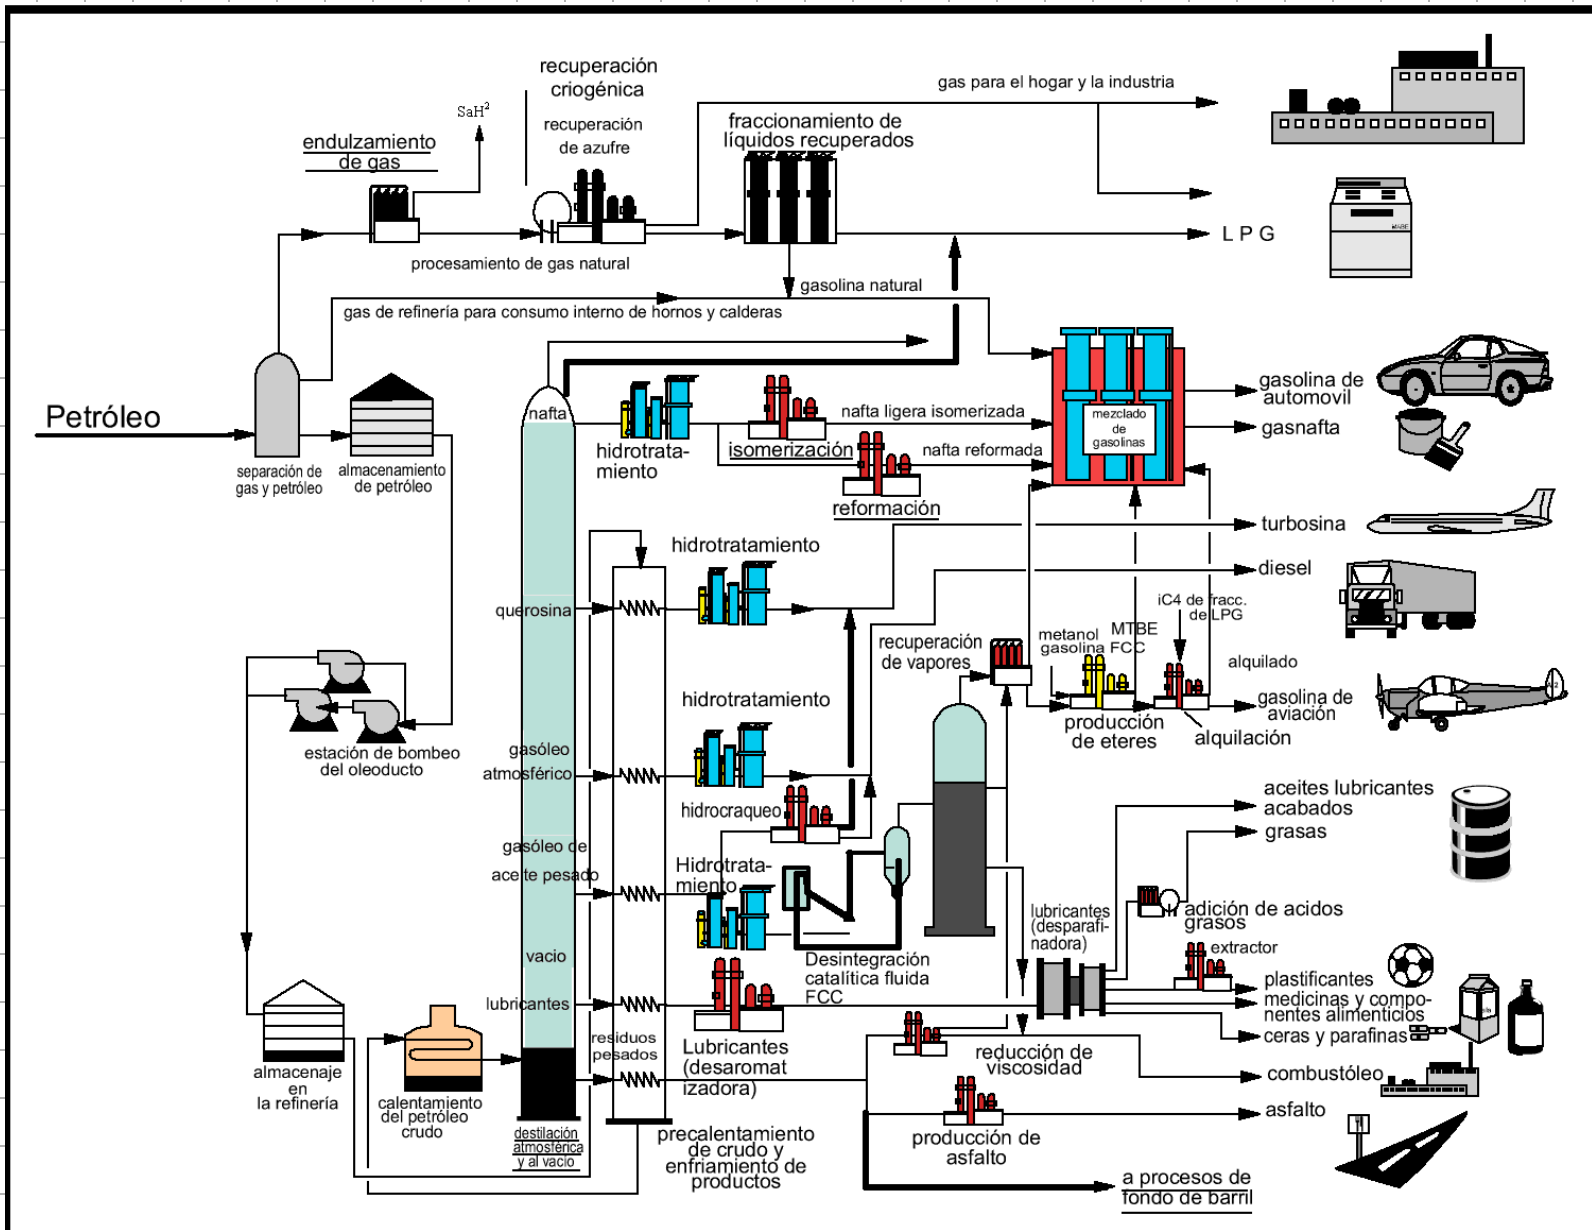 recuperación
criogénica
gas para el hogar y la industria
SaH²
recuperación
de azufre
fraccionamiento de
líquidos recuperados
endulzamiento
de gas
L P G
procesamiento de gas natural
gasolina natural
gas de refinería para consumo interno de hornos y calderas
Petróleo
nafta
nafta ligera isomerizada
mezclado
de
gasolinas
gasolina de
automovil
gasnafta
hidrotrata-
miento
isomerización
nafta reformada
reformación
separación de
gas y petróleo
almacenamiento
de petróleo
turbosina
hidrotratamiento
diesel
querosina
iC4 de fracc.
de LPG
recuperación
de vapores
metanol
gasolina
MTBE
FCC
alquilado
hidrotratamiento
gasolina de
aviación
producción
de eteres
alquilación
estación de bombeo
del oleoducto
gasóleo
atmosférico
hidrocraqueo
aceites lubricantes
acabados
grasas
gasóleo de
aceite pesado
Hidrotrata-
miento
lubricantes
(desparafi-
nadora)
adición de acidos
grasos
extractor
vacio
Desintegración
catalítica fluida
FCC
plastificantes
medicinas y compo-
nentes alimenticios
ceras y parafinas
lubricantes
residuos
pesados
Lubricantes
(desaromat
izadora)
reducción de
viscosidad
combustóleo
almacenaje
en
la refinería
calentamiento
del petróleo
crudo
destilación
atmosférica
y al vacio
precalentamiento
de crudo y
enfriamiento de
productos
producción de
asfalto
asfalto
a procesos de
fondo de barril